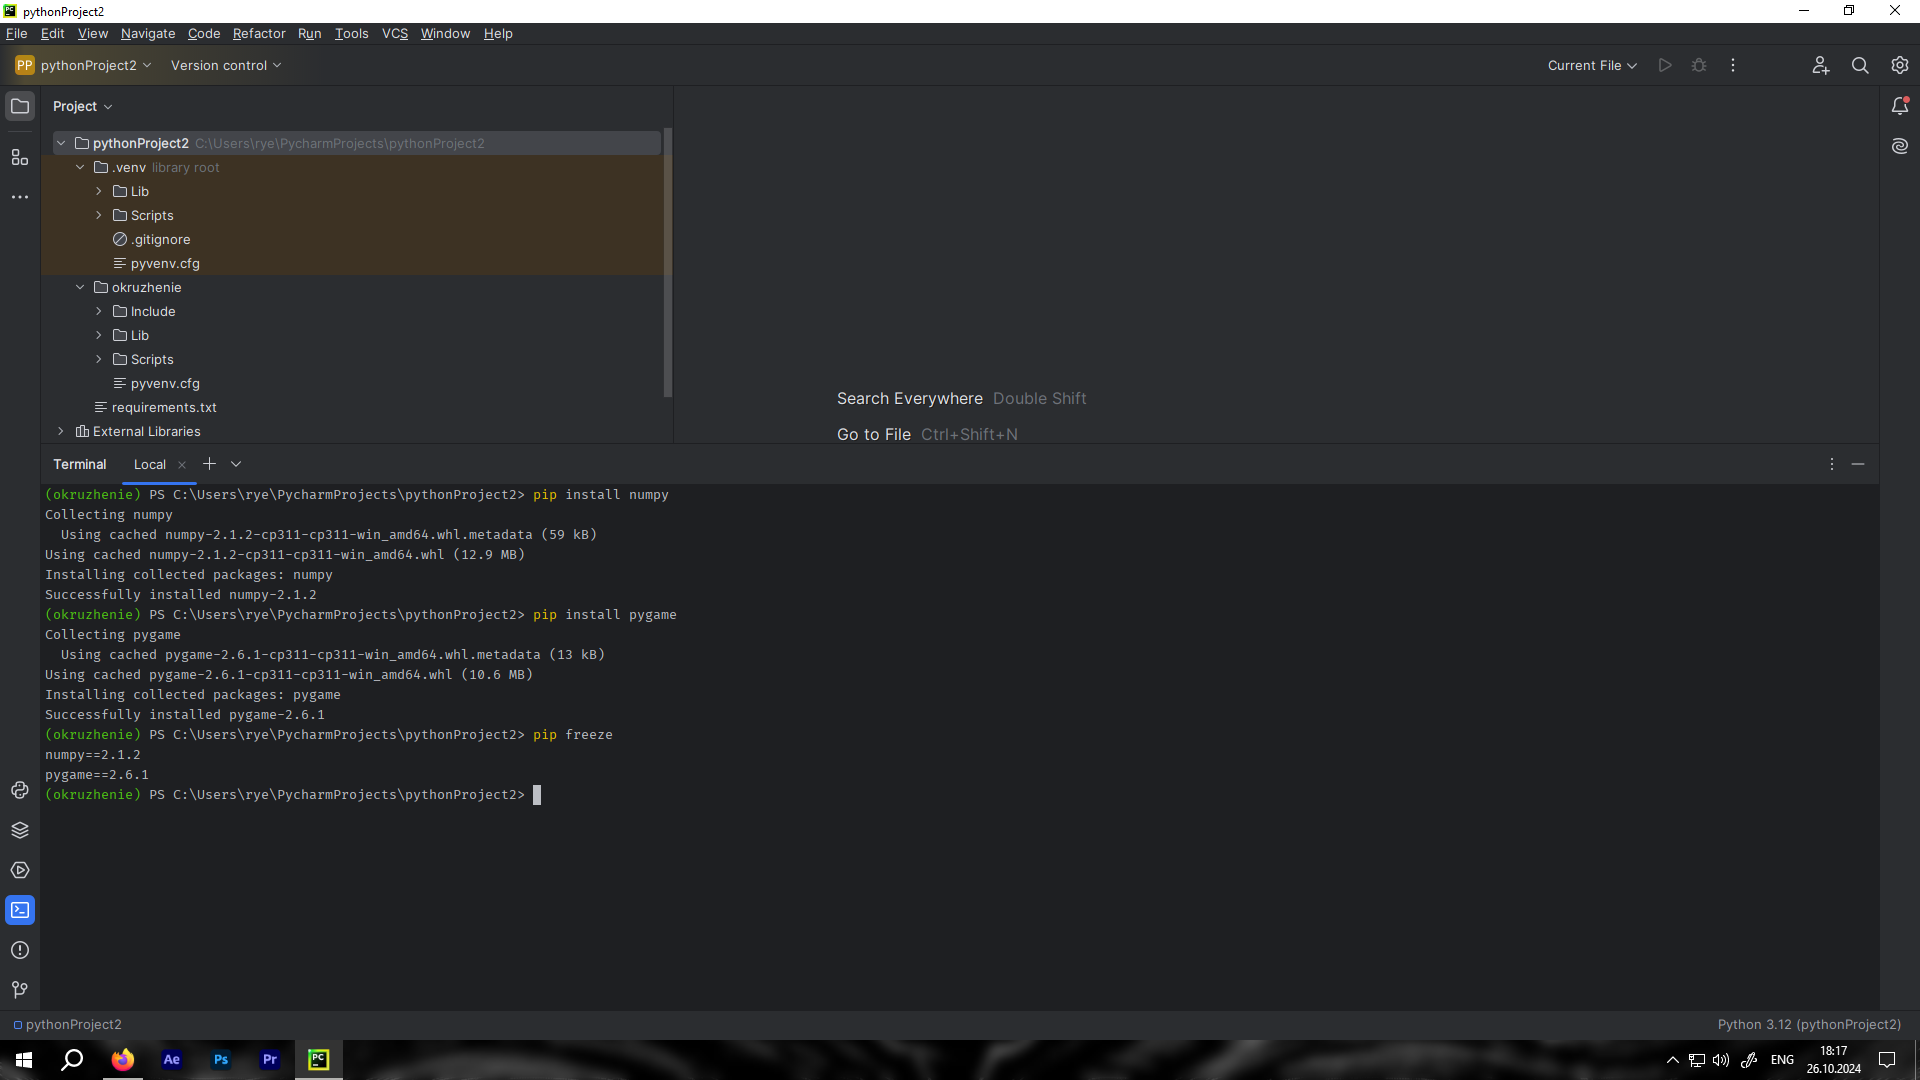 PC pythonProject2
File Edit View Navigate Code Refactor Run Tools VCS Window Help
PP pythonProject2 Version control Current File
Project
pythonProject2 C:\Users\rye\PycharmProjects\pythonProject2
.venv library root
Lib
Scripts
.gitignore
pyvenv.cfg
okruzhenie
Include
Lib
Scripts
pyvenv.cfg
requirements.txt
External Libraries
Search Everywhere Double Shift
Go to File Ctrl+Shift+N
Terminal Local
(okruzhenie) PS C:\Users\rye\PycharmProjects\pythonProject2> pip install numpy
Collecting numpy
Using cached numpy-2.1.2-cp311-cp311-win_amd64.whl.metadata (59 kB)
Using cached numpy-2.1.2-cp311-cp311-win_amd64.whl (12.9 MB)
Installing collected packages: numpy
Successfully installed numpy-2.1.2
(okruzhenie) PS C:\Users\rye\PycharmProjects\pythonProject2> pip install pygame
Collecting pygame
Using cached pygame-2.6.1-cp311-cp311-win_amd64.whl.metadata (13 kB)
Using cached pygame-2.6.1-cp311-cp311-win_amd64.whl (10.6 MB)
Installing collected packages: pygame
Successfully installed pygame-2.6.1
(okruzhenie) PS C:\Users\rye\PycharmProjects\pythonProject2> pip freeze
numpy==2.1.2
pygame==2.6.1
(okruzhenie) PS C:\Users\rye\PycharmProjects\pythonProject2>
pythonProject2 Python 3.12 (pythonProject2)
Ae Ps Pr PC ENG 18:17
26.10.2024